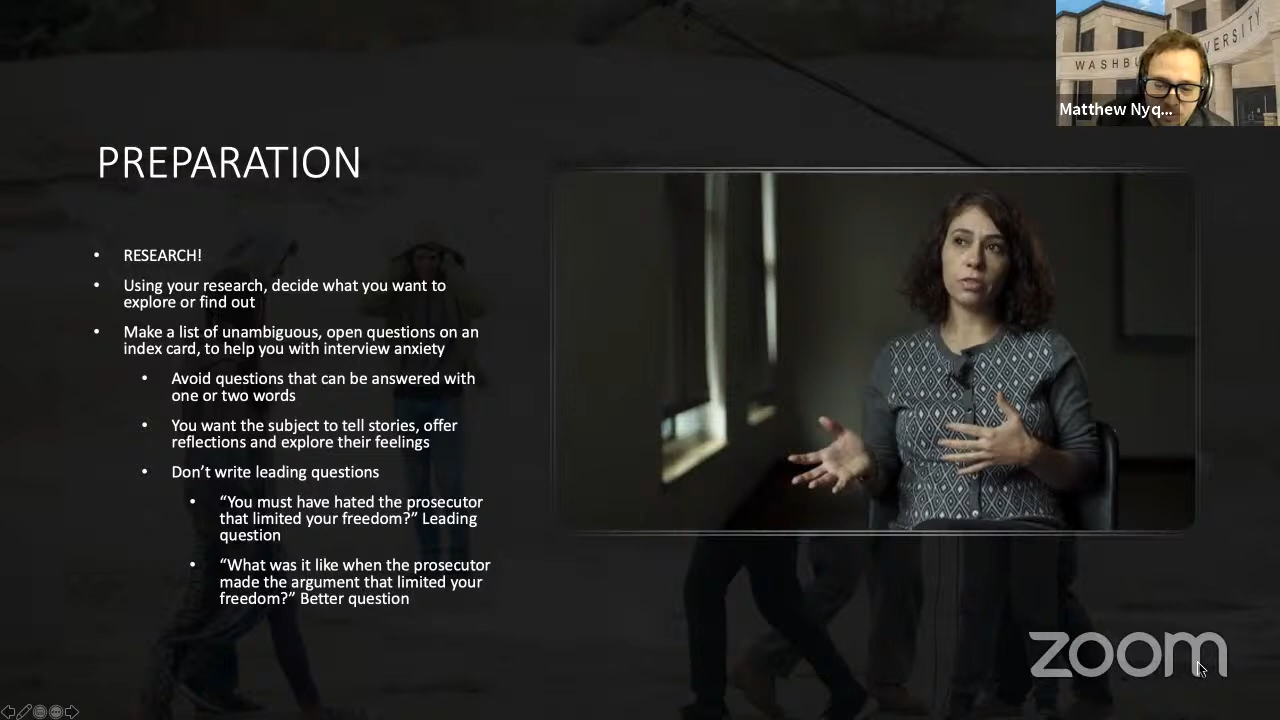 WASHBU
VERSITY
Matthew Nyq...
PREPARATION
• RESEARCH!
• Using your research, decide what you want to
explore or find out
• Make a list of unambiguous, open questions on an
index card, to help you with interview anxiety
• Avoid questions that can be answered with
one or two words
• You want the subject to tell stories, offer
reflections and explore their feelings
• Don’t write leading questions
• “You must have hated the prosecutor
that limited your freedom?” Leading
question
• “What was it like when the prosecutor
made the argument that limited your
freedom?” Better question
zoom